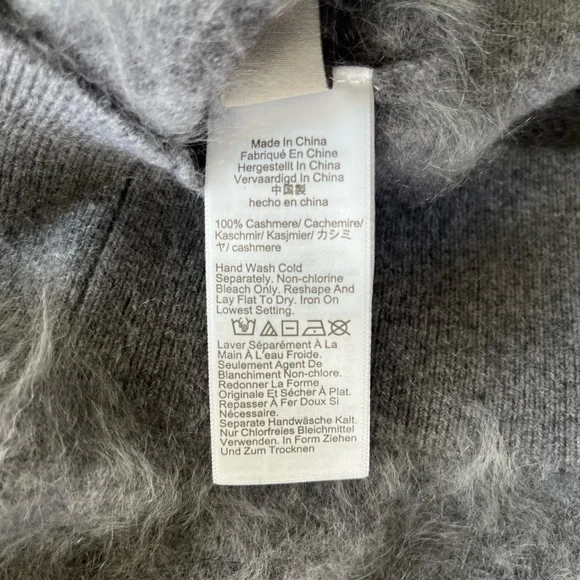 Made In China
Fabriqué En Chine
Hergestellt In China
Vervaardigd In China
中国製
hecho en china
100% Cashmere/ Cachemire/
Kaschmir/ Kasjmier/ カシミ
ヤ/ cashmere
Hand Wash Cold
Separately. Non-chlorine
Bleach Only. Reshape And
Lay Flat To Dry. Iron On
Lowest Setting.
Laver Séparément À La
Main À L'eau Froide.
Seulement Agent De
Blanchiment Non-chlore.
Redonner La Forme
Originale Et Sécher À Plat.
Repasser À Fer Doux Si
Nécessaire.
Separate Handwäsche Kalt.
Nur Chlorfreies Bleichmittel
Verwenden. In Form Ziehen
Und Zum Trocknen